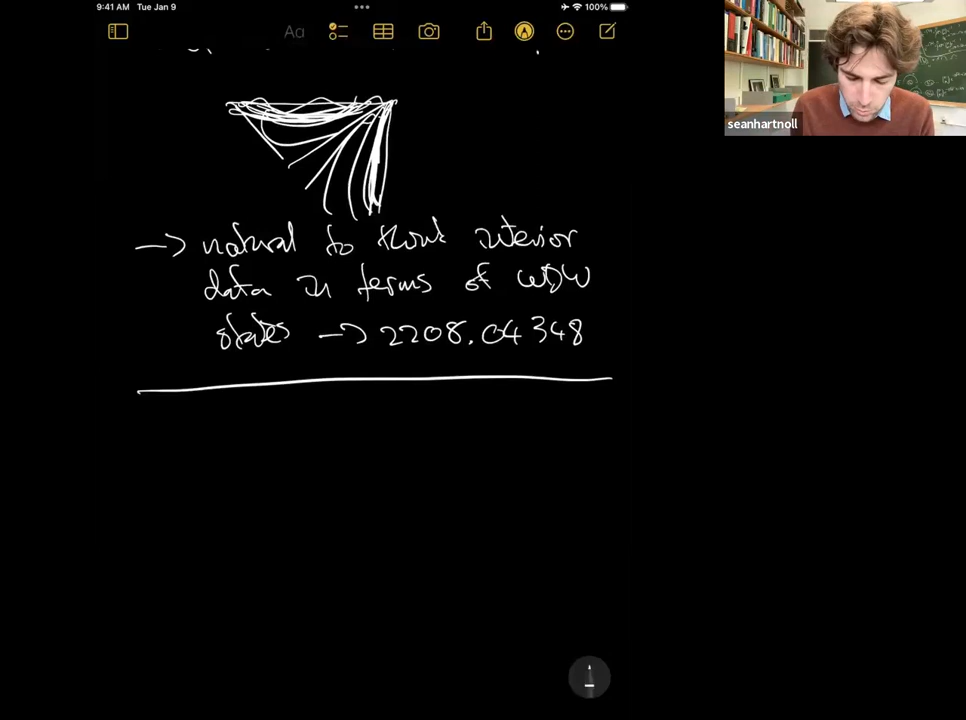 9:41 AM Tue Jan 9
100%
Aa
seanhartnoll
→ natural to think interior
data in terms of WDW
states → 2208.04348